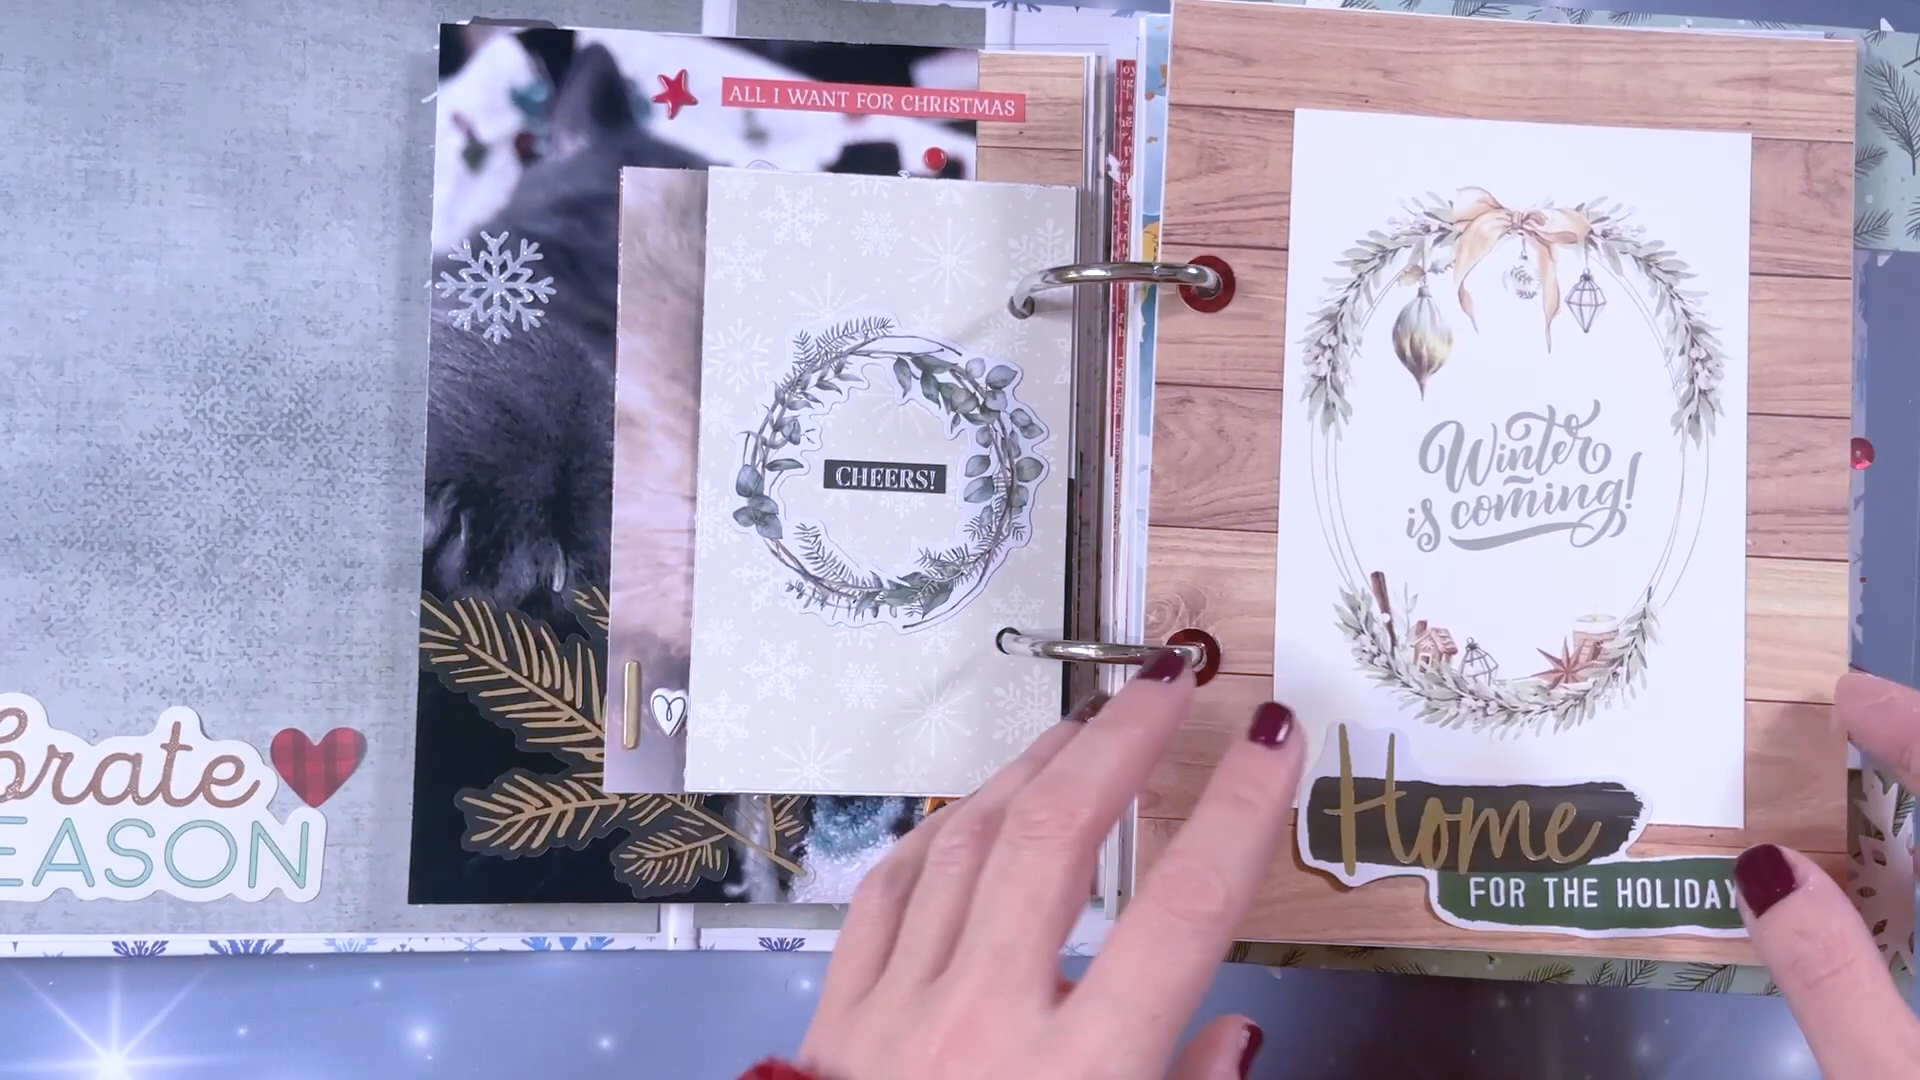 ALL I WANT FOR CHRISTMAS
CHEERS!
Winter
is coming!
Home
FOR THE HOLIDAY
brate
EASON